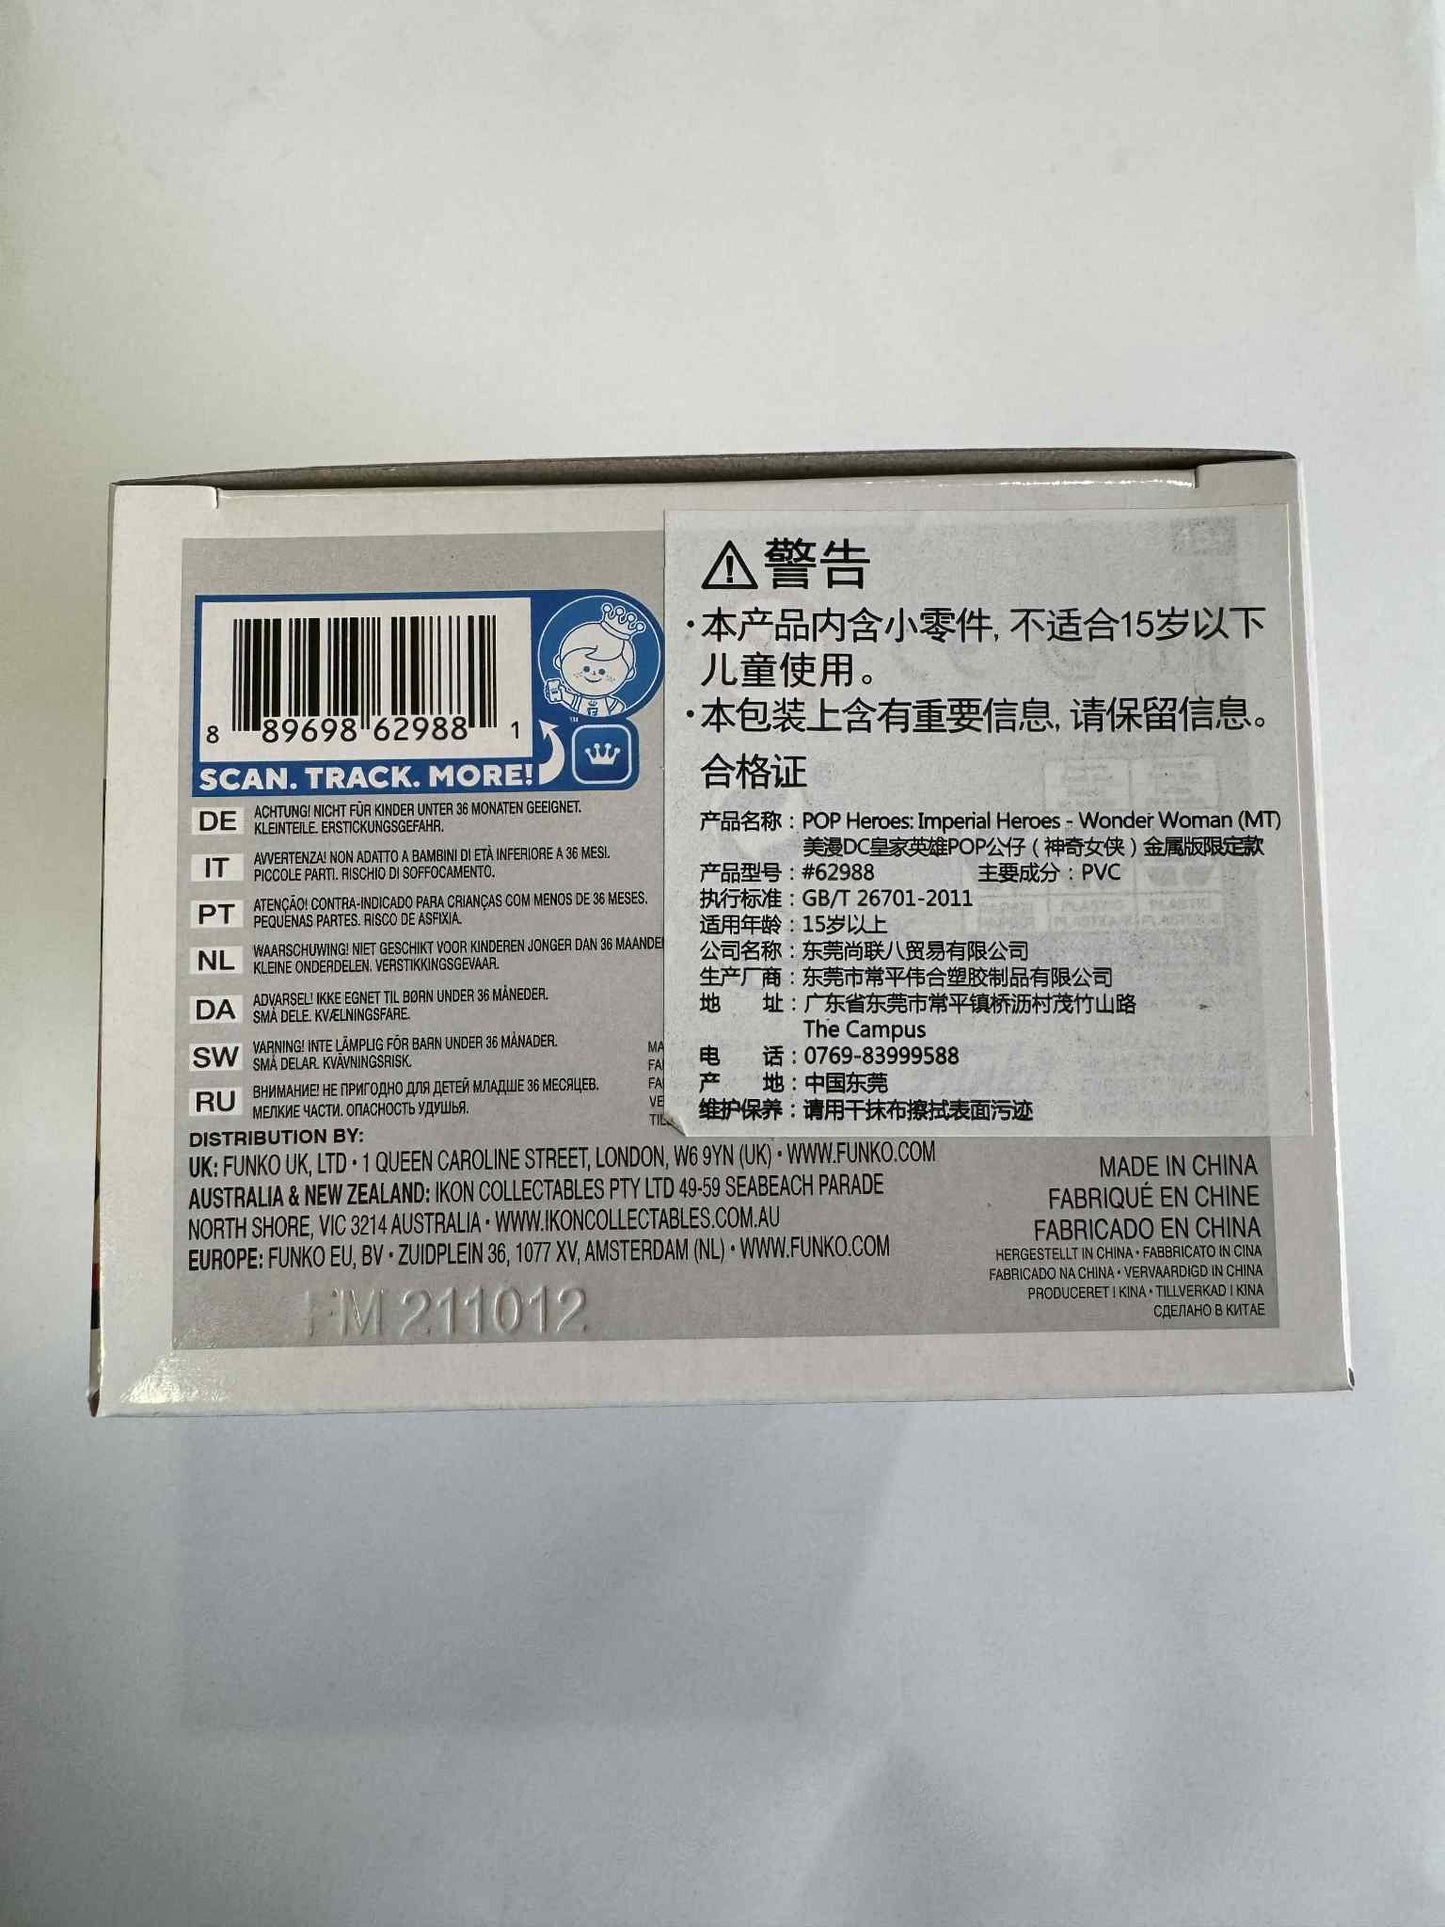 8 89698 62988 1
SCAN. TRACK. MORE!
™
DE ACHTUNG! NICHT FÜR KINDER UNTER 36 MONATEN GEEIGNET.
KLEINTEILE. ERSTICKUNGSGEFAHR.
IT AVVERTENZA! NON ADATTO A BAMBINI DI ETÀ INFERIORE A 36 MESI.
PICCOLE PARTI. RISCHIO DI SOFFOCAMENTO.
PT ATENÇÃO! CONTRA-INDICADO PARA CRIANÇAS COM MENOS DE 36 MESES.
PEQUENAS PARTES. RISCO DE ASFIXIA.
NL WAARSCHUWING! NIET GESCHIKT VOOR KINDEREN JONGER DAN 36 MAANDE
KLEINE ONDERDELEN. VERSTIKKINGSGEVAAR.
DA ADVARSEL! IKKE EGNET TIL BØRN UNDER 36 MÅNEDER.
SMÅ DELE. KVÆLNINGSFARE.
SW VARNING! INTE LÄMPLIG FÖR BARN UNDER 36 MÅNADER.
SMÅ DELAR. KVÄVNINGSRISK.
RU ВНИМАНИЕ! НЕ ПРИГОДНО ДЛЯ ДЕТЕЙ МЛАДШЕ 36 МЕСЯЦЕВ.
МЕЛКИЕ ЧАСТИ. ОПАСНОСТЬ УДУШЬЯ.
MA
FA
FA
VE
TIL
⚠警告
·本产品内含小零件, 不适合15岁以下
儿童使用。
·本包装上含有重要信息, 请保留信息。
合格证
产品名称：POP Heroes: Imperial Heroes - Wonder Woman (MT)
美漫DC皇家英雄POP公仔（神奇女侠）金属版限定款
产品型号：#62988 主要成分：PVC
执行标准：GB/T 26701-2011
适用年龄：15岁以上
公司名称：东莞尚联八贸易有限公司
生产厂商：东莞市常平伟合塑胶制品有限公司
地 址：广东省东莞市常平镇桥沥村茂竹山路
The Campus
电 话：0769-83999588
产 地：中国东莞
维护保养：请用干抹布擦拭表面污迹
DISTRIBUTION BY:
UK: FUNKO UK, LTD • 1 QUEEN CAROLINE STREET, LONDON, W6 9YN (UK) • WWW.FUNKO.COM
AUSTRALIA & NEW ZEALAND: IKON COLLECTABLES PTY LTD 49-59 SEABEACH PARADE
NORTH SHORE, VIC 3214 AUSTRALIA • WWW.IKONCOLLECTABLES.COM.AU
EUROPE: FUNKO EU, BV • ZUIDPLEIN 36, 1077 XV, AMSTERDAM (NL) • WWW.FUNKO.COM
MADE IN CHINA
FABRIQUÉ EN CHINE
FABRICADO EN CHINA
HERGESTELLT IN CHINA • FABBRICATO IN CINA
FABRICADO NA CHINA • VERVAARDIGD IN CHINA
PRODUCERET I KINA • TILLVERKAD I KINA
СДЕЛАНО В КИТАЕ
FM 211012